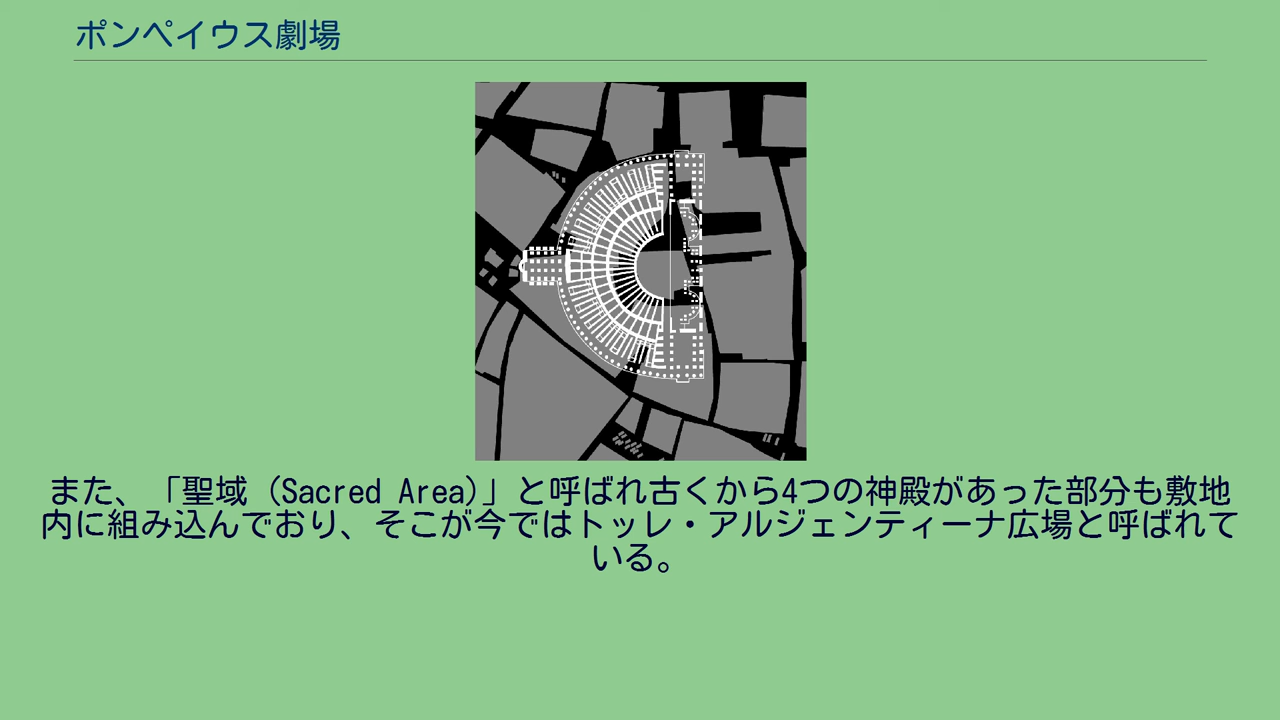 ポンペイウス劇場
また、「聖域（Sacred Area）」と呼ばれ古くから4つの神殿があった部分も敷地
内に組み込んでおり、そこが今ではトッレ・アルジェンティーナ広場と呼ばれて
いる。